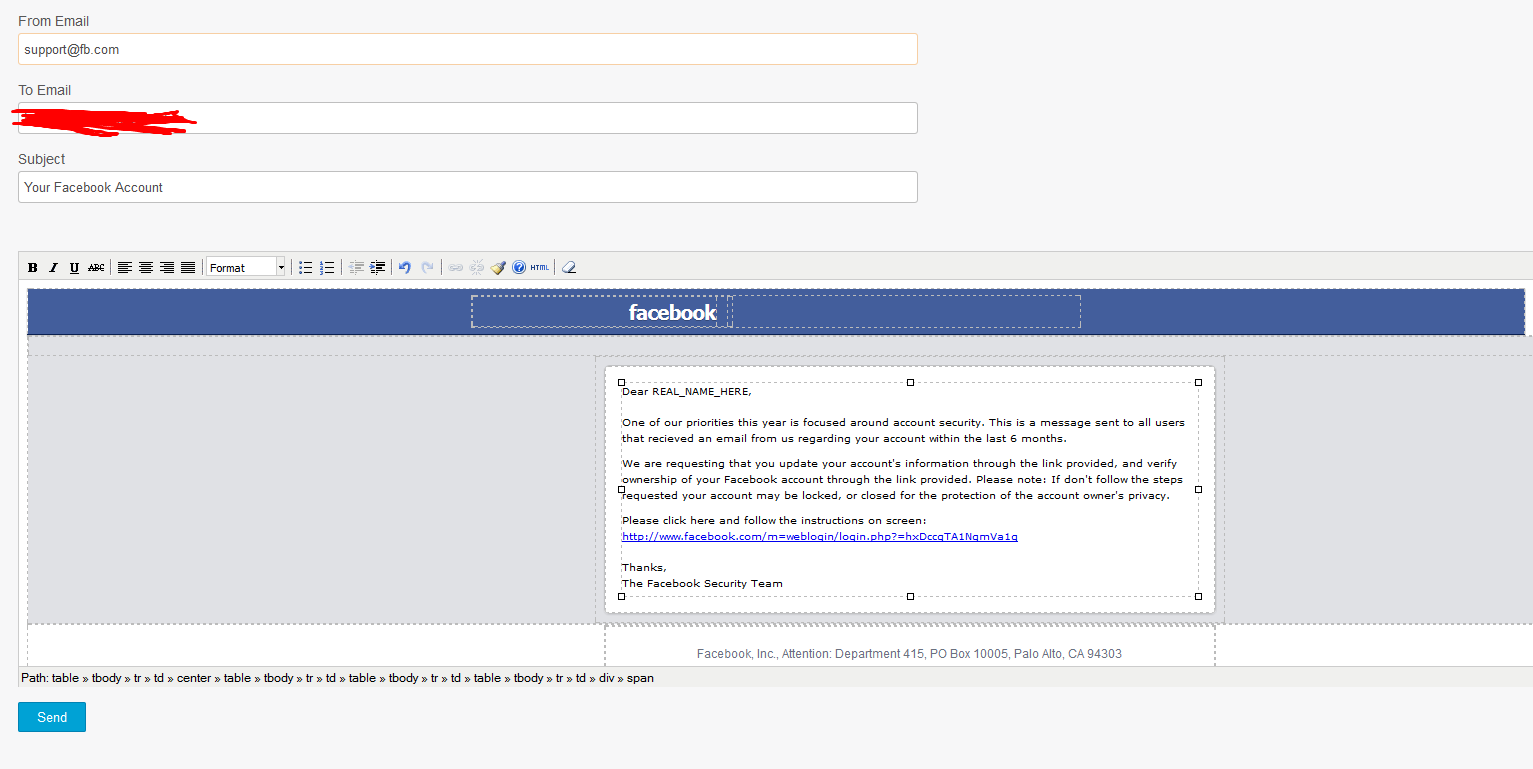 From Email
support@fb.com
To Email
Subject
Your Facebook Account
B I U ABC Format HTML
facebook
Dear REAL_NAME_HERE,
One of our priorities this year is focused around account security. This is a message sent to all users
that recieved an email from us regarding your account within the last 6 months.
We are requesting that you update your account's information through the link provided, and verify
ownership of your Facebook account through the link provided. Please note: If don't follow the steps
requested your account may be locked, or closed for the protection of the account owner's privacy.
Please click here and follow the instructions on screen:
http://www.facebook.com/m=weblogin/login.php?=hxDccgTA1NgmVa1g
Thanks,
The Facebook Security Team
Facebook, Inc., Attention: Department 415, PO Box 10005, Palo Alto, CA 94303
Path: table » tbody » tr » td » center » table » tbody » tr » td » table » tbody » tr » td » table » tbody » tr » td » div » span
Send